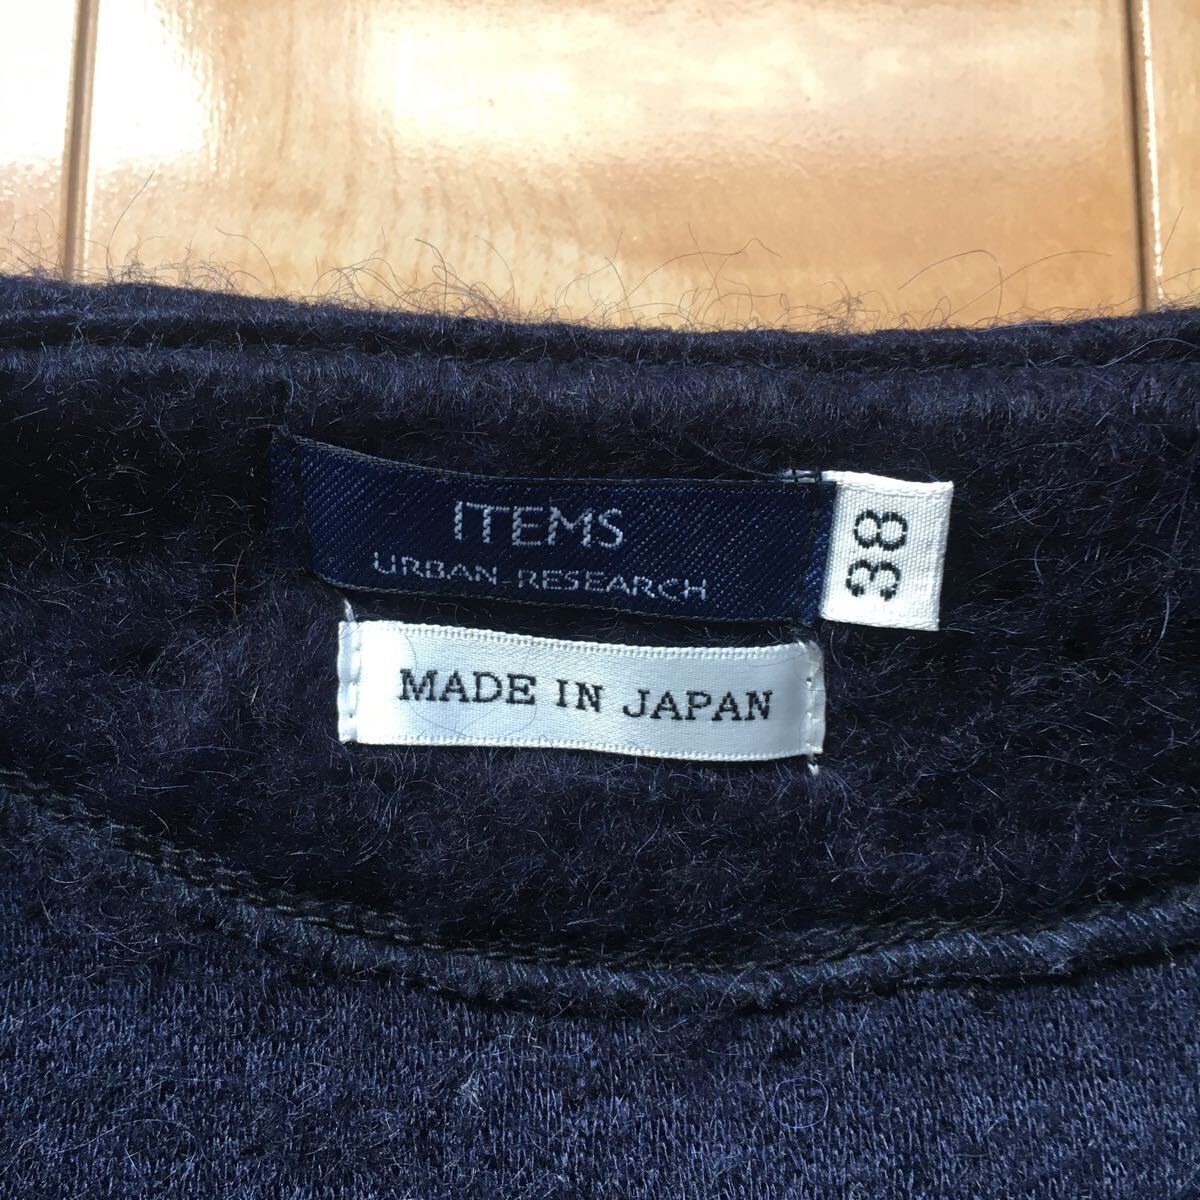 ITEMS
URBAN RESEARCH
38
MADE IN JAPAN